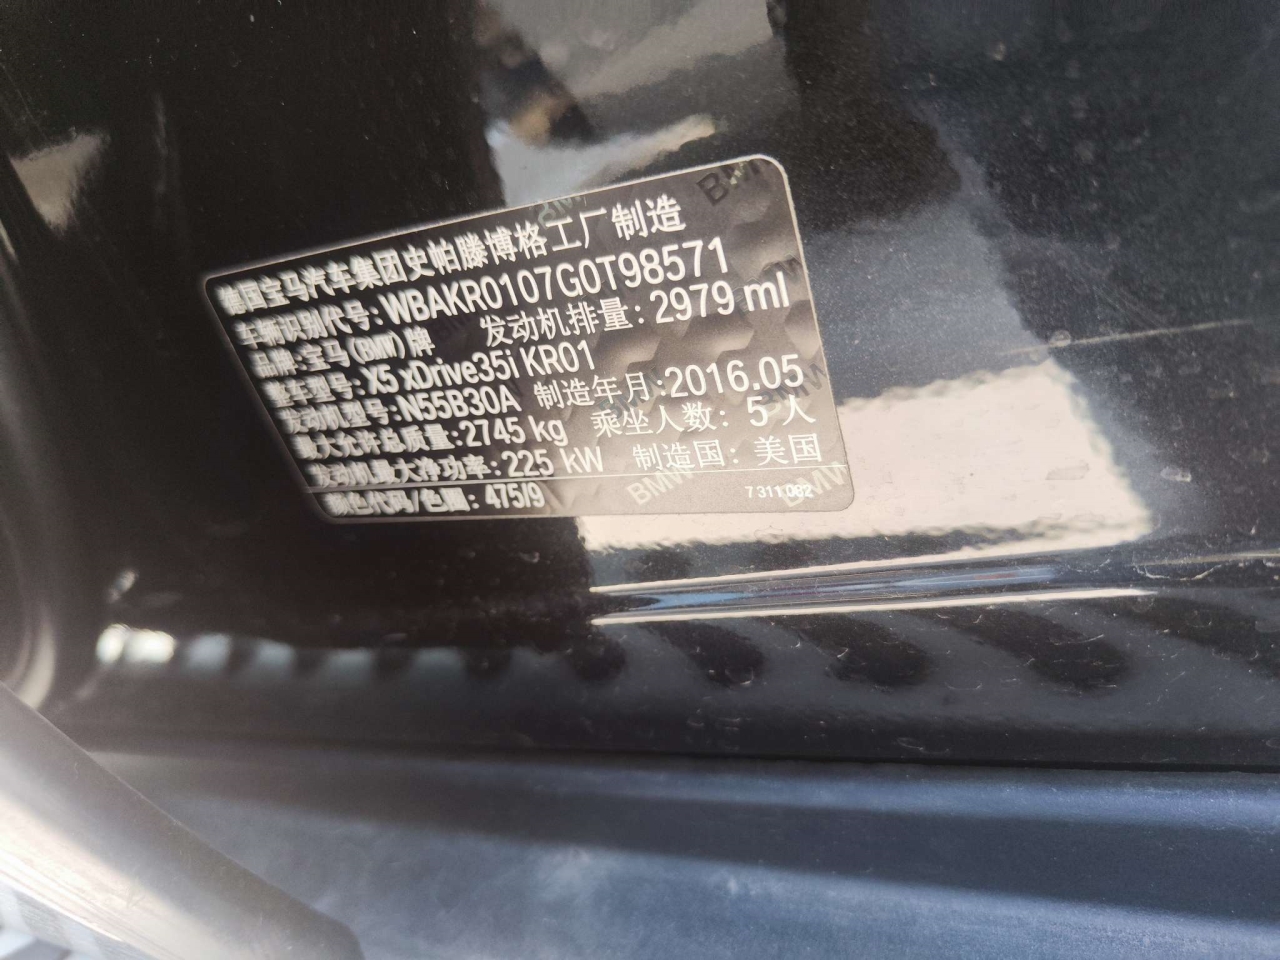 德国宝马汽车集团史帕滕博格工厂制造
车辆识别代号: WBAKR0107G0T98571
品牌: 宝马(BMW)牌 发动机排量: 2979 ml
整车型号: X5 xDrive35i KR01
发动机型号: N55B30A 制造年月: 2016.05
最大允许总质量: 2745 kg 乘坐人数: 5 人
发动机最大净功率: 225 kW 制造国: 美国
颜色代码/色圈: 475/9 7 311 082